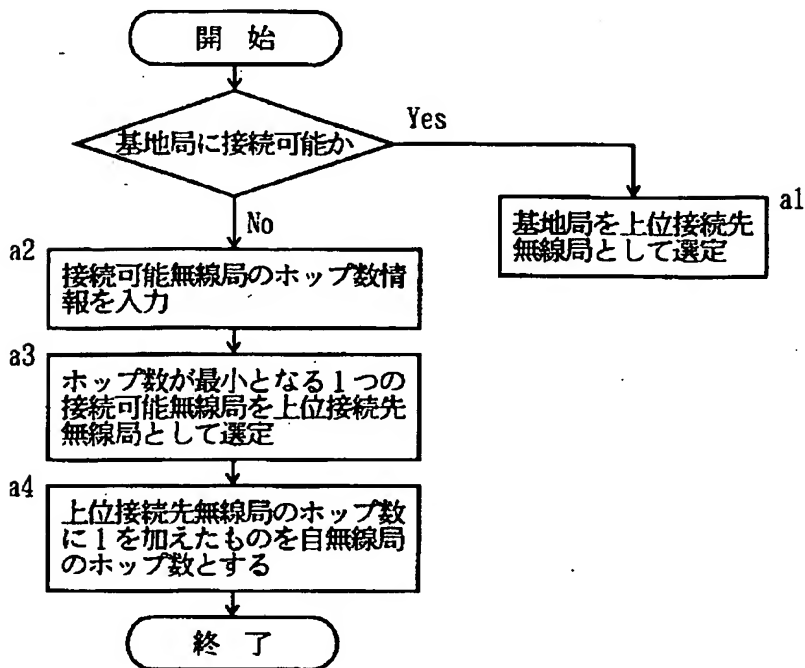 開 始
基地局に接続可能か
Yes
No
a1
基地局を上位接続先
無線局として選定
a2
接続可能無線局のホップ数情
報を入力
a3
ホップ数が最小となる1つの
接続可能無線局を上位接続先
無線局として選定
a4
上位接続先無線局のホップ数
に1を加えたものを自無線局
のホップ数とする
終 了